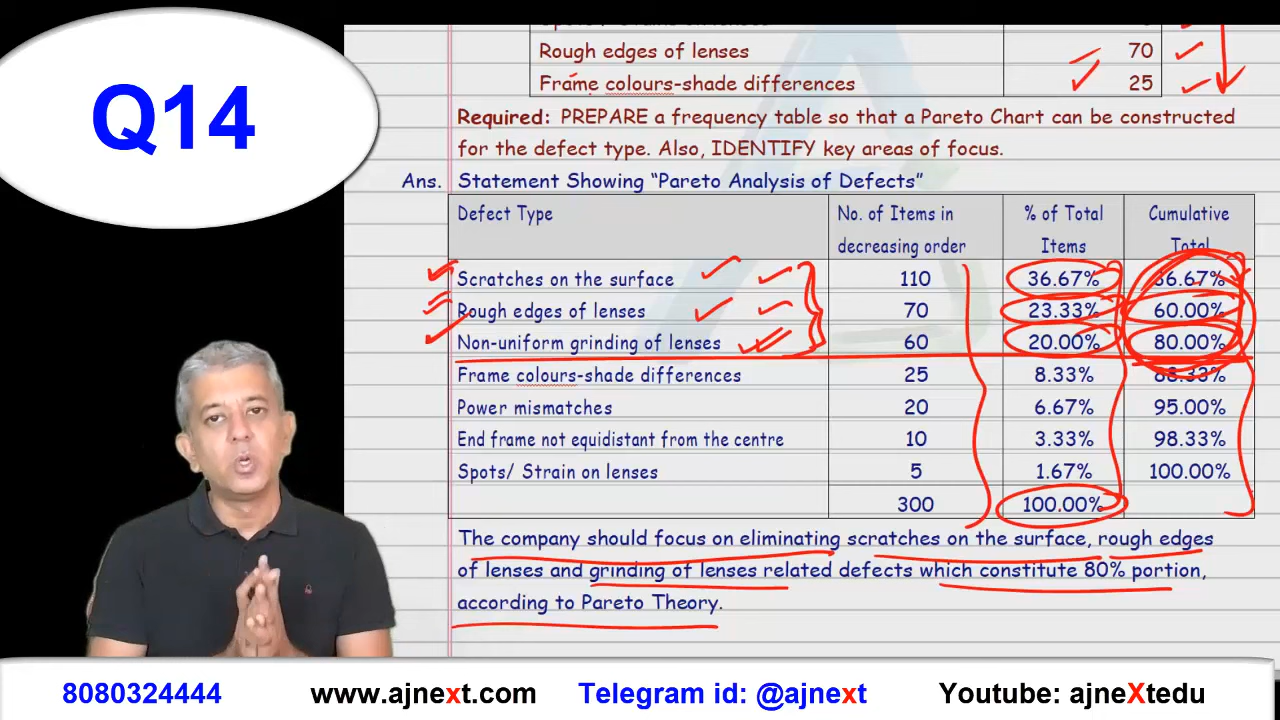 Q14
Rough edges of lenses 70
Frame colours-shade differences 25
Required: PREPARE a frequency table so that a Pareto Chart can be constructed
for the defect type. Also, IDENTIFY key areas of focus.
Ans. Statement Showing “Pareto Analysis of Defects”
Defect Type No. of Items in % of Total Cumulative
decreasing order Items Total
Scratches on the surface 110 36.67% 36.67%
Rough edges of lenses 70 23.33% 60.00%
Non-uniform grinding of lenses 60 20.00% 80.00%
Frame colours-shade differences 25 8.33% 88.33%
Power mismatches 20 6.67% 95.00%
End frame not equidistant from the centre 10 3.33% 98.33%
Spots/ Strain on lenses 5 1.67% 100.00%
300 100.00%
The company should focus on eliminating scratches on the surface, rough edges
of lenses and grinding of lenses related defects which constitute 80% portion,
according to Pareto Theory.
8080324444 www.ajnext.com Telegram id: @ajnext Youtube: ajneXtedu